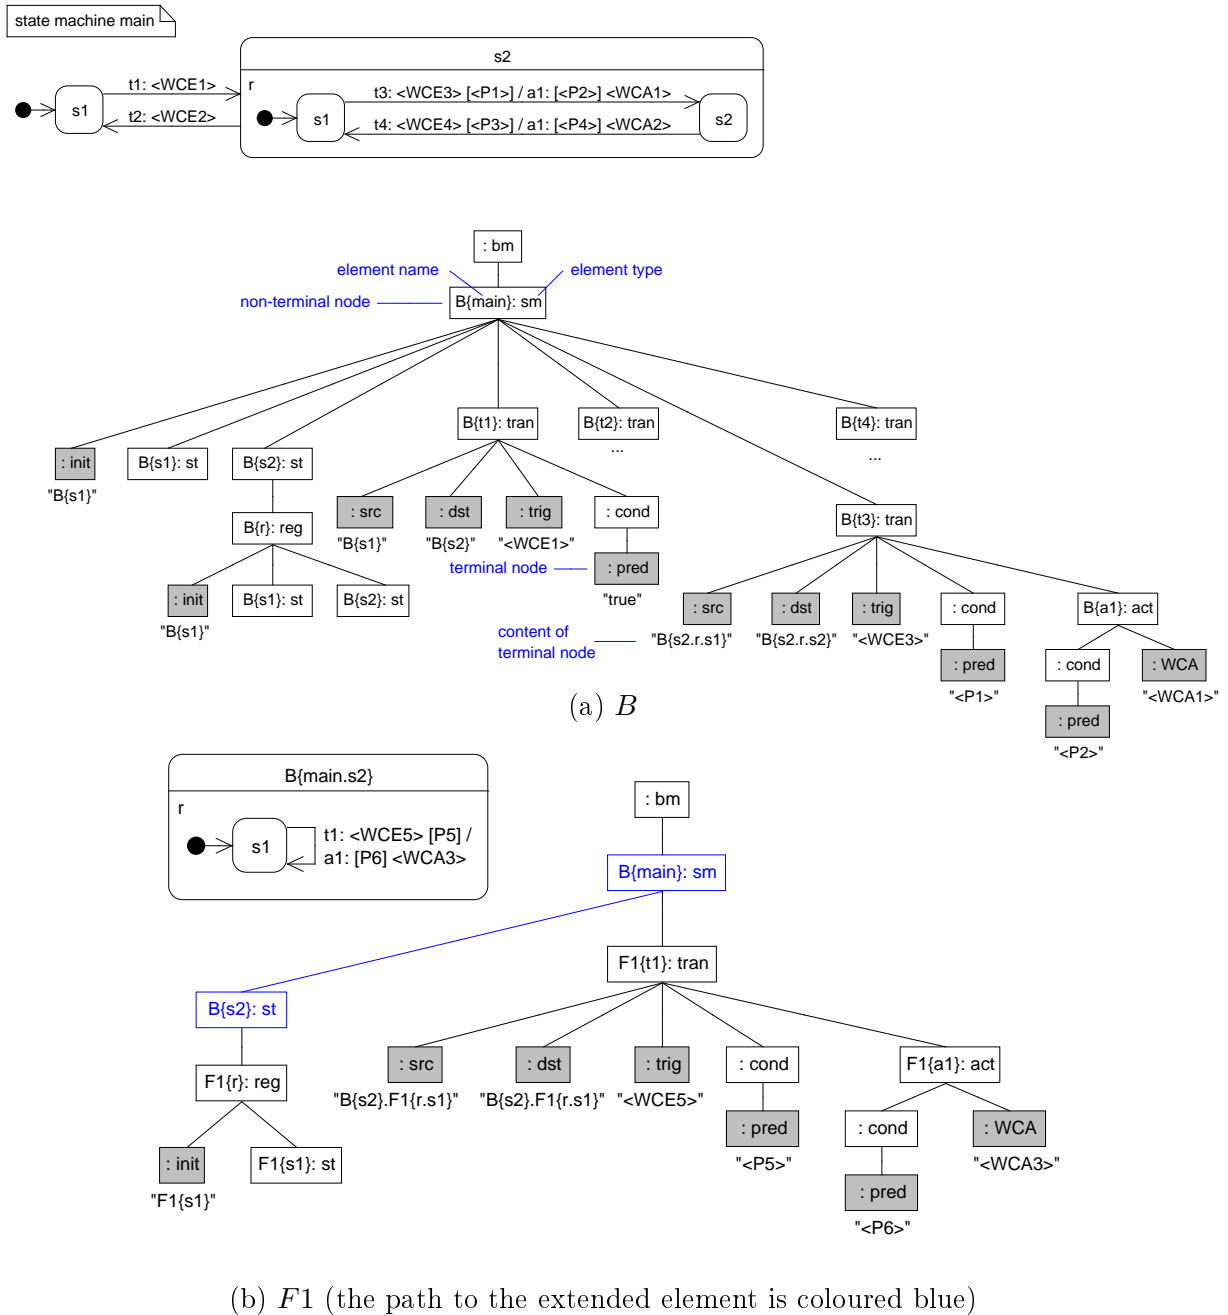 state machine main
s2
r
t1: <WCE1>
t2: <WCE2>
s1
t3: <WCE3> [<P1>] / a1: [<P2>] <WCA1>
s1
s2
t4: <WCE4> [<P3>] / a1: [<P4>] <WCA2>
: bm
element name
element type
non-terminal node
B{main}: sm
B{t1}: tran
B{t2}: tran
B{t4}: tran
...
...
: init
B{s1}: st
B{s2}: st
"B{s1}"
B{r}: reg
: src
: dst
: trig
: cond
B{t3}: tran
"B{s1}"
"B{s2}"
"<WCE1>"
terminal node
: pred
"true"
: init
B{s1}: st
B{s2}: st
"B{s1}"
: src
: dst
: trig
: cond
B{a1}: act
content of
terminal node
"B{s2.r.s1}"
"B{s2.r.s2}"
"<WCE3>"
: pred
: cond
: WCA
"<P1>"
"<WCA1>"
: pred
"<P2>"
(a) B
B{main.s2}
r
s1
t1: <WCE5> [P5] /
a1: [P6] <WCA3>
: bm
B{main}: sm
F1{t1}: tran
B{s2}: st
F1{r}: reg
: src
: dst
: trig
: cond
F1{a1}: act
"B{s2}.F1{r.s1}"
"B{s2}.F1{r.s1}"
"<WCE5>"
: pred
: cond
: WCA
"<P5>"
"<WCA3>"
: init
F1{s1}: st
"F1{s1}"
: pred
"<P6>"
(b) F1 (the path to the extended element is coloured blue)